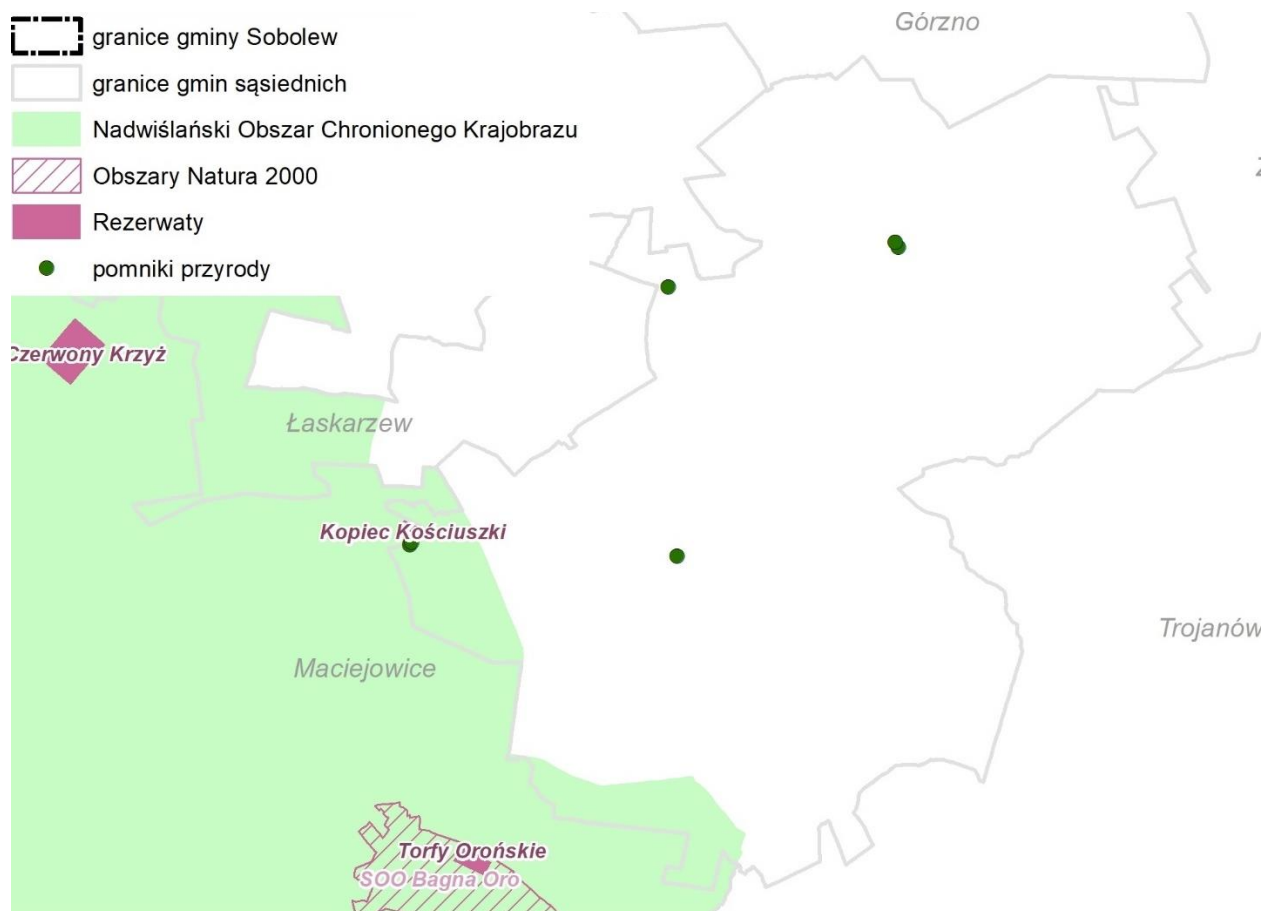 granice gminy Sobolew
granice gmin sąsiednich
Nadwiślański Obszar Chronionego Krajobrazu
Obszary Natura 2000
Rezerwaty
pomniki przyrody
Górzno
Czerwony Krzyż
Łaskarzew
Kopiec Kościuszki
Trojanów
Maciejowice
Torfy Orońskie
SOO Bagna Oro